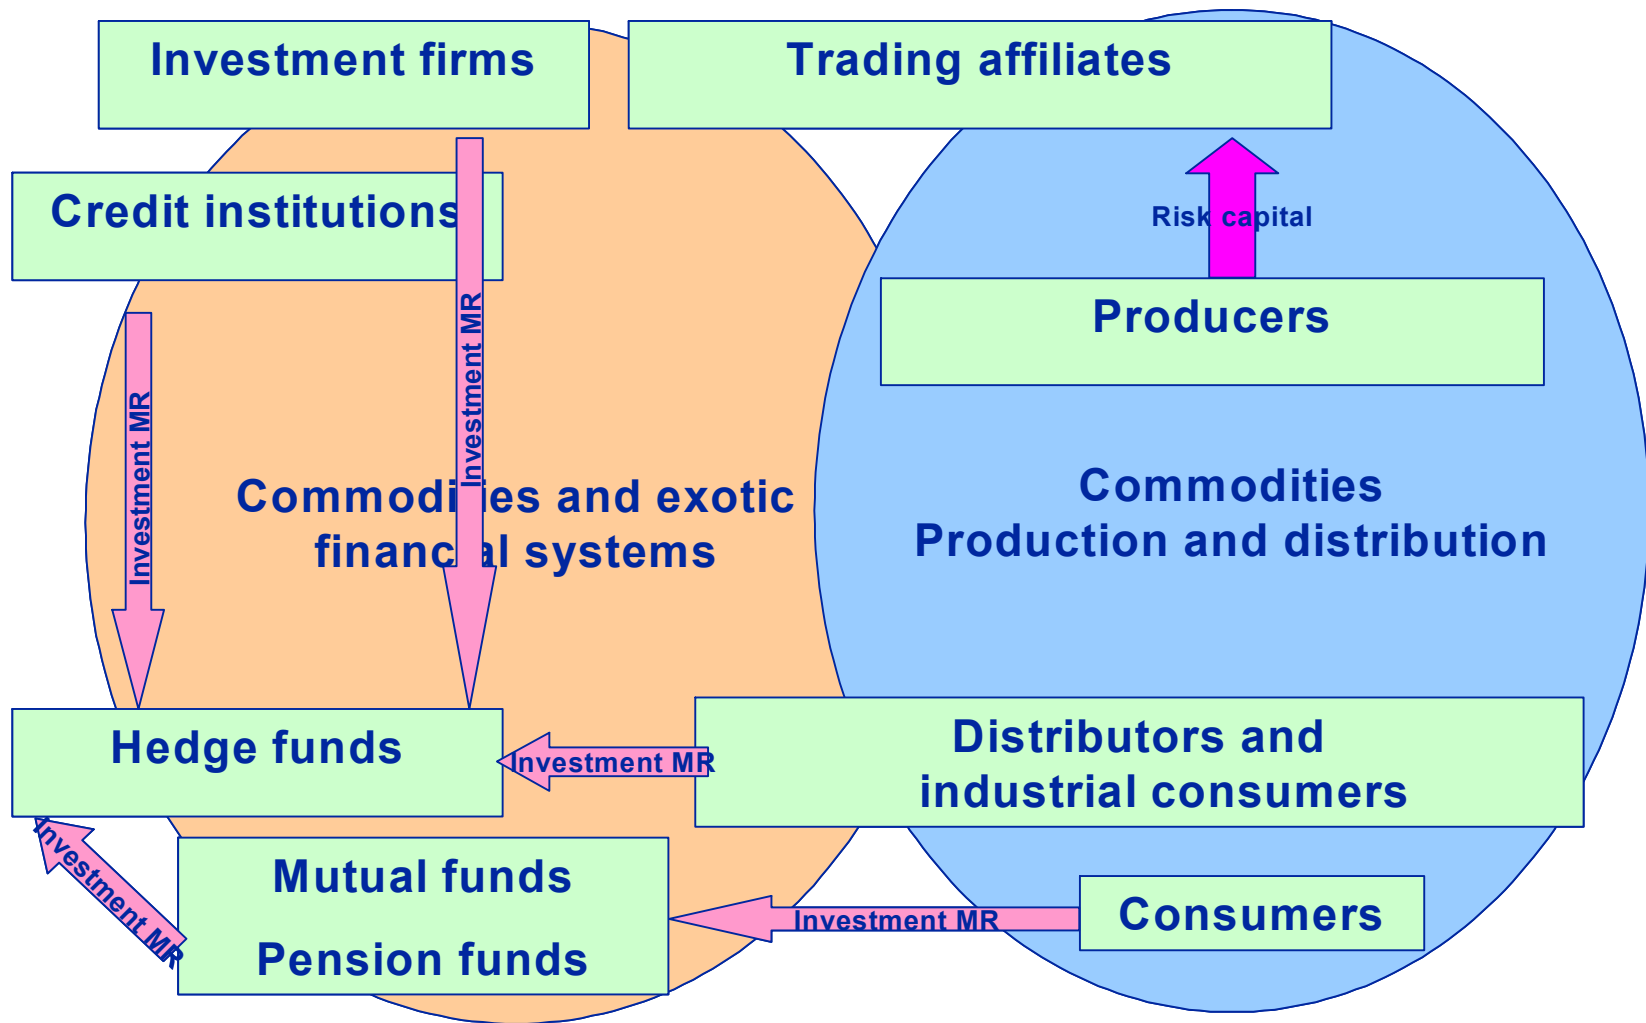 Investment firms
Trading affiliates
Credit institutions
Risk capital
Producers
Investment MR
Investment MR
Commodities and exotic
financial systems
Commodities
Production and distribution
Hedge funds
Investment MR
Distributors and
industrial consumers
Investment MR
Mutual funds
Pension funds
Investment MR
Consumers